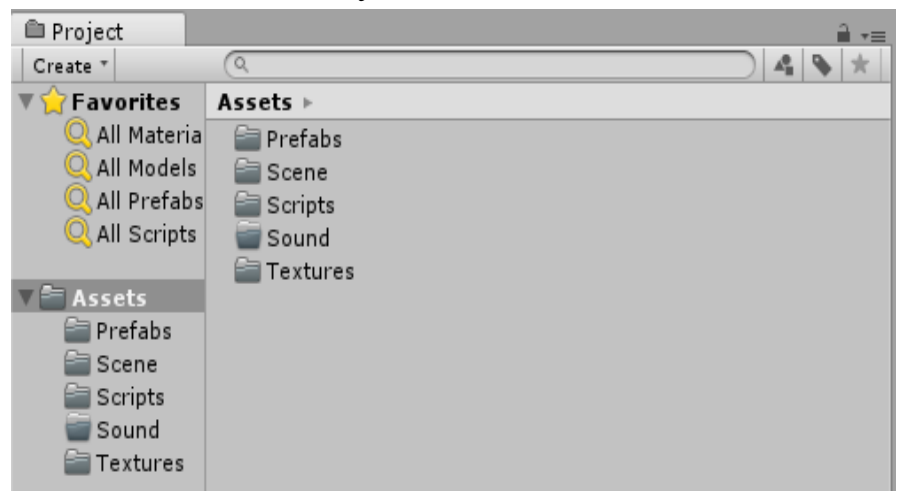 Project
Create
Favorites
All Materia
All Models
All Prefabs
All Scripts
Assets
Prefabs
Scene
Scripts
Sound
Textures
Assets
Prefabs
Scene
Scripts
Sound
Textures